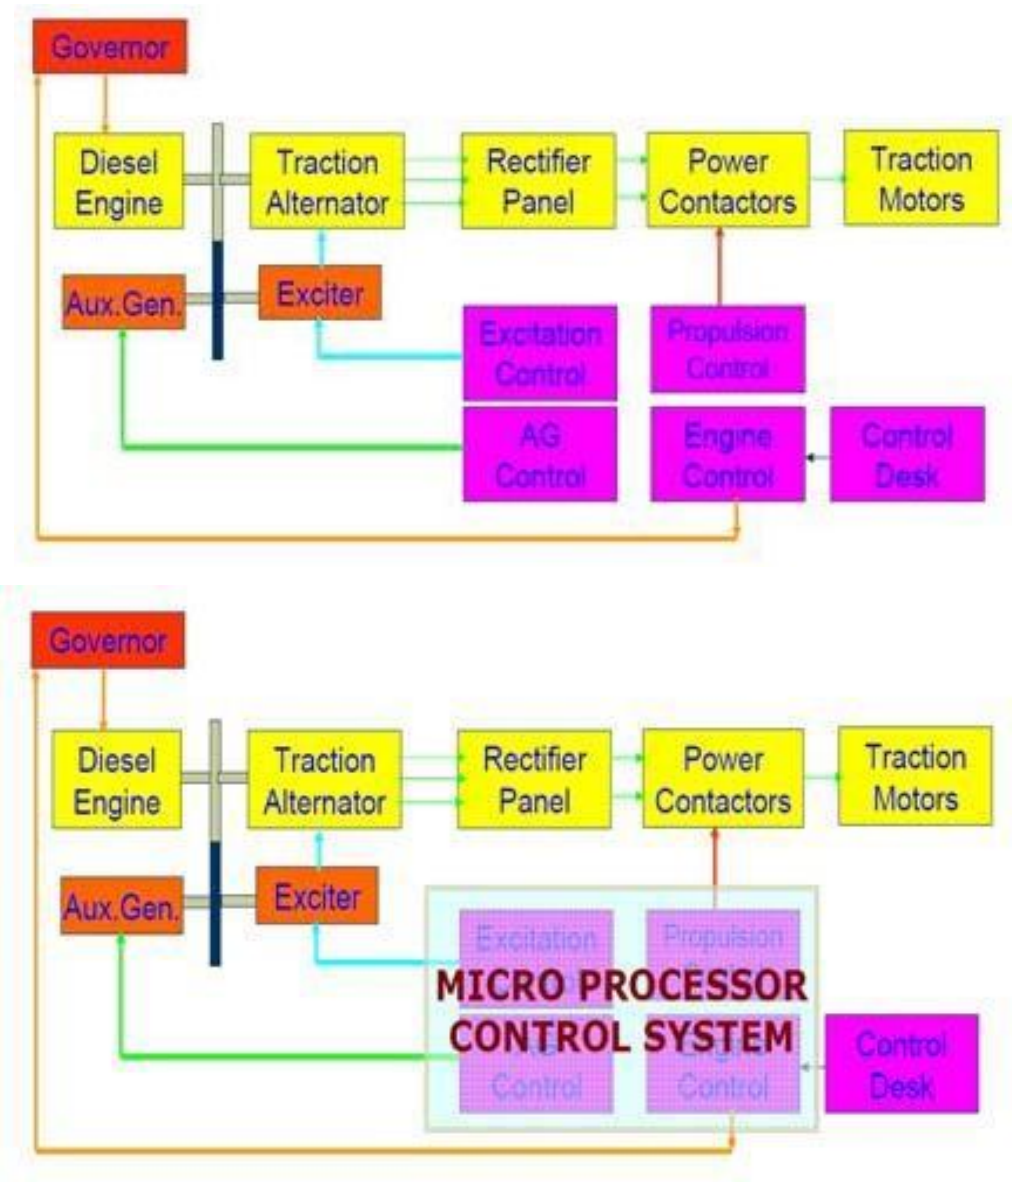 Governor
Diesel
Engine
Traction
Alternator
Rectifier
Panel
Power
Contactors
Traction
Motors
Aux.Gen.
Exciter
Excitation
Control
Propulsion
Control
AG
Control
Engine
Control
Control
Desk
Governor
Diesel
Engine
Traction
Alternator
Rectifier
Panel
Power
Contactors
Traction
Motors
Aux.Gen.
Exciter
Excitation
Propulsion
MICRO PROCESSOR
CONTROL SYSTEM
Control
Control
Control
Desk